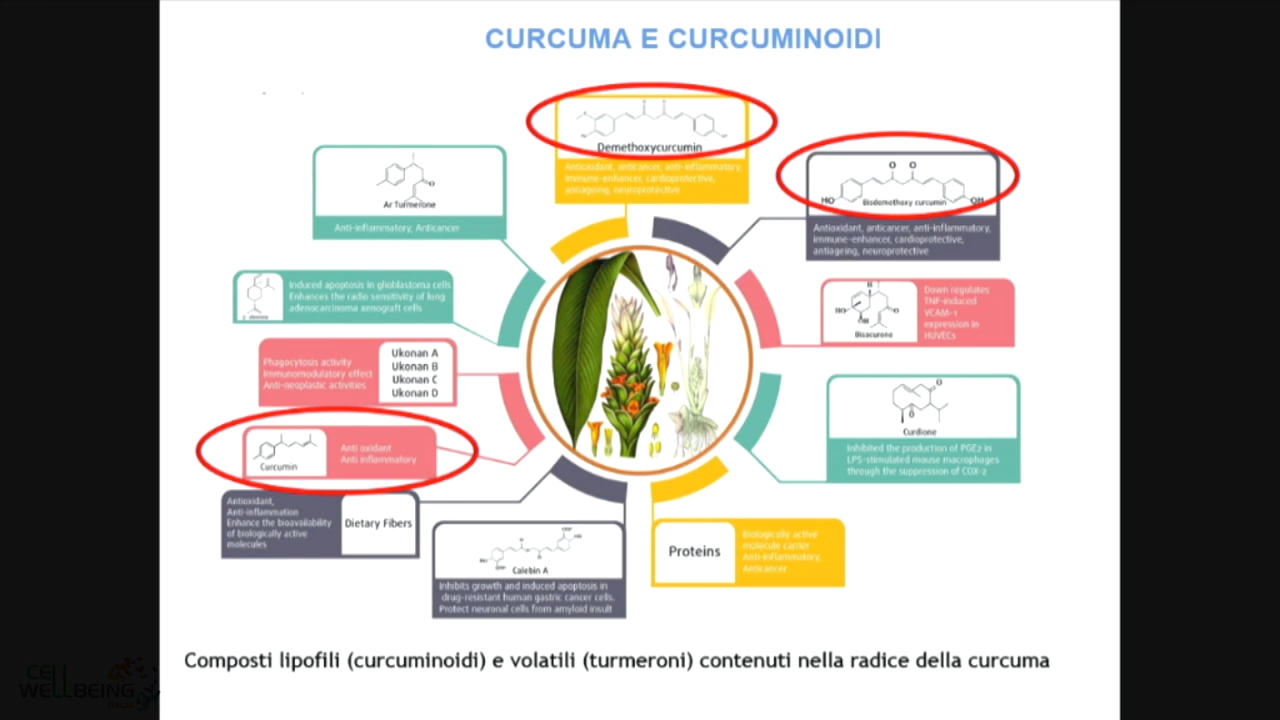 CURCUMA E CURCUMINOIDI
Demethoxycurcumin
Antioxidant, anticancer, anti-inflammatory,
immune-enhancer, cardioprotective,
antiageing, neuroprotective
O O
HO
OH
Bisdemethoxy curcumin
Antioxidant, anticancer, anti-inflammatory,
immune-enhancer, cardioprotective,
antiageing, neuroprotective
O
Ar Turmerone
Anti-inflammatory, Anticancer
Induced apoptosis in glioblastoma cells
Enhances the radio sensitivity of long
adenocarcinoma xenograft cells
H
HO
OH
O
Bisacurone
Down regulates
TNF-induced
VCAM-1
expression in
HUVECs
Phagocytosis activity
Immunomodulatory effect
Anti-neoplastic activities
Ukonan A
Ukonan B
Ukonan C
Ukonan D
O
O
Curdione
Inhibited the production of PGE2 in
LPS-stimulated mouse macrophages
through the suppression of COX-2
Curcumin
Anti oxidant
Anti inflammatory
Antioxidant,
Anti-inflammation
Enhance the bioavailability
of biologically active
molecules
Dietary Fibers
Calebin A
Inhibits growth and induced apoptosis in
drug-resistant human gastric cancer cells.
Protect neuronal cells from amyloid insult
Proteins
Biologically active
molecule carrier
Anti-inflammatory,
Anticancer
Composti lipofili (curcuminoidi) e volatili (turmeroni) contenuti nella radice della curcuma
CELL
WELLBEING
ITALIA